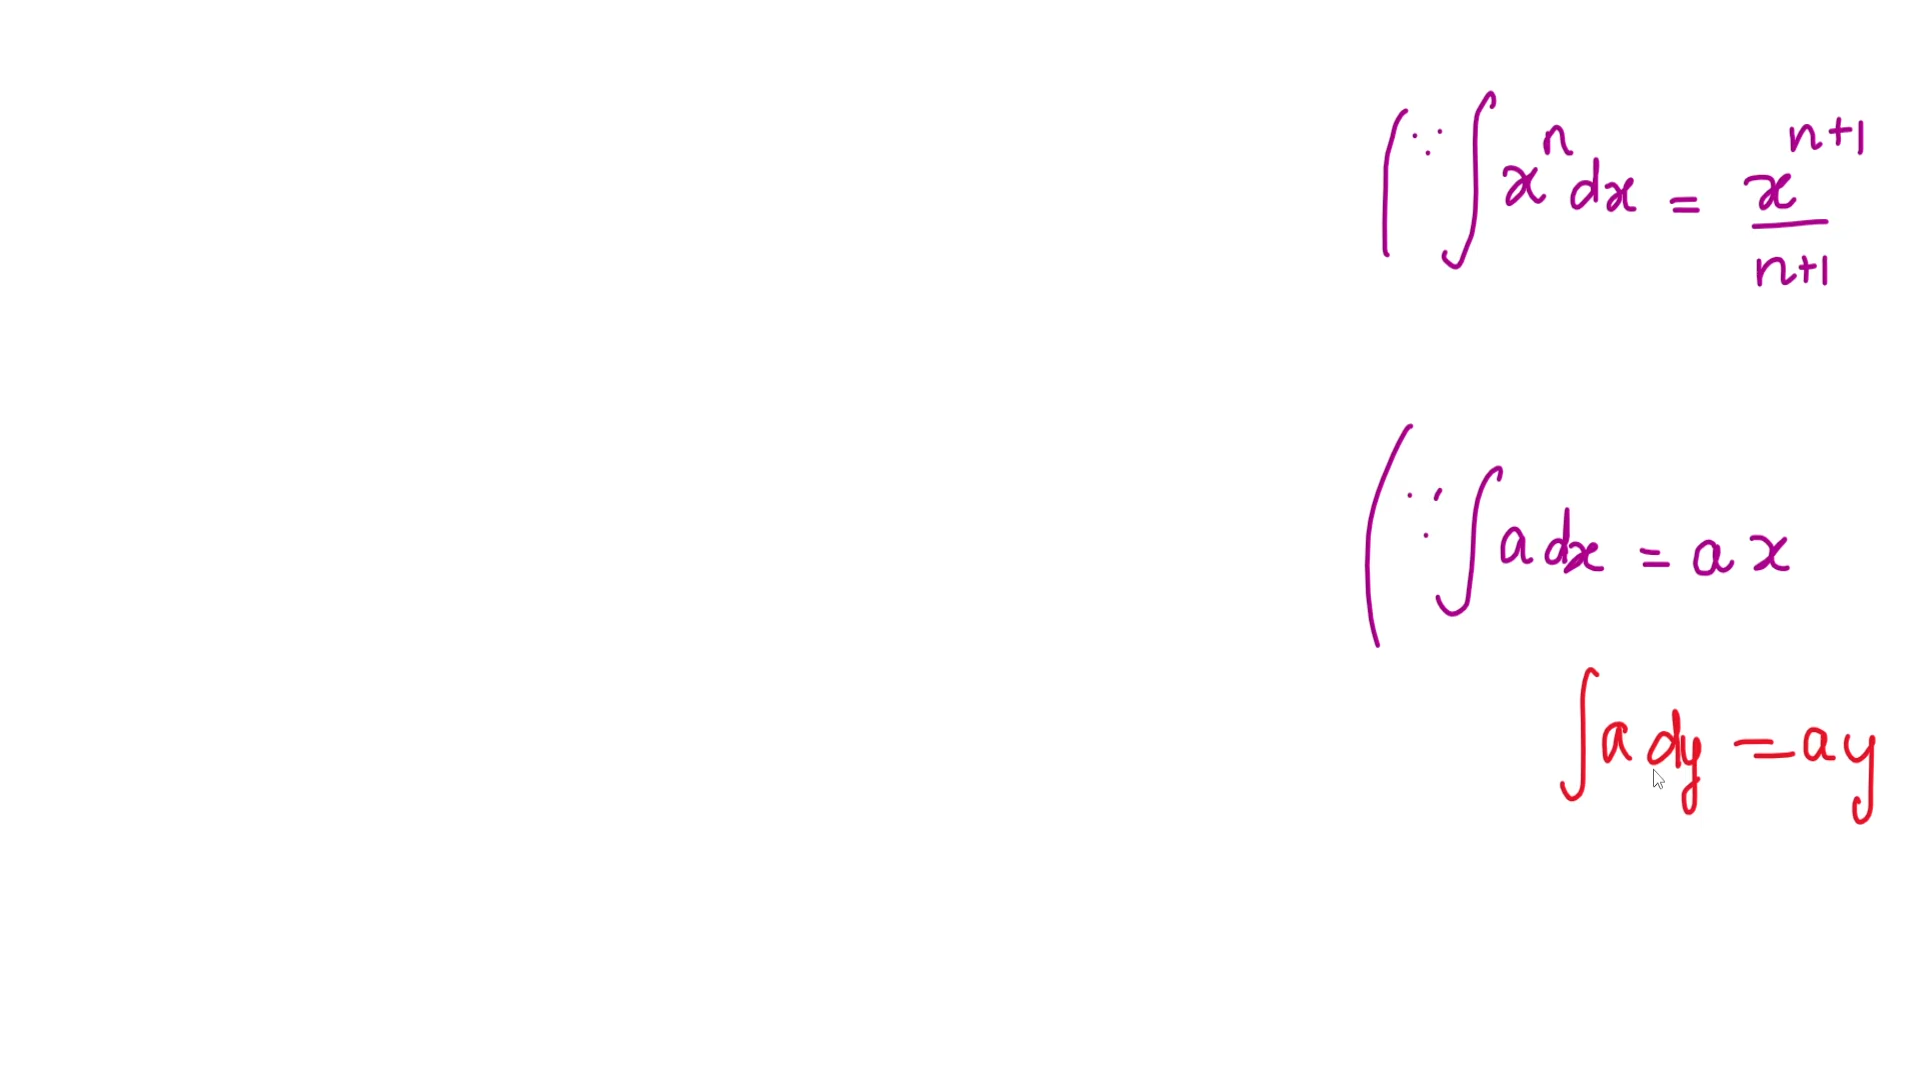 (∵ ∫ xⁿ dx = xⁿ⁺¹/n+1
(∵ ∫ a dx = a x
∫ a dy = a y